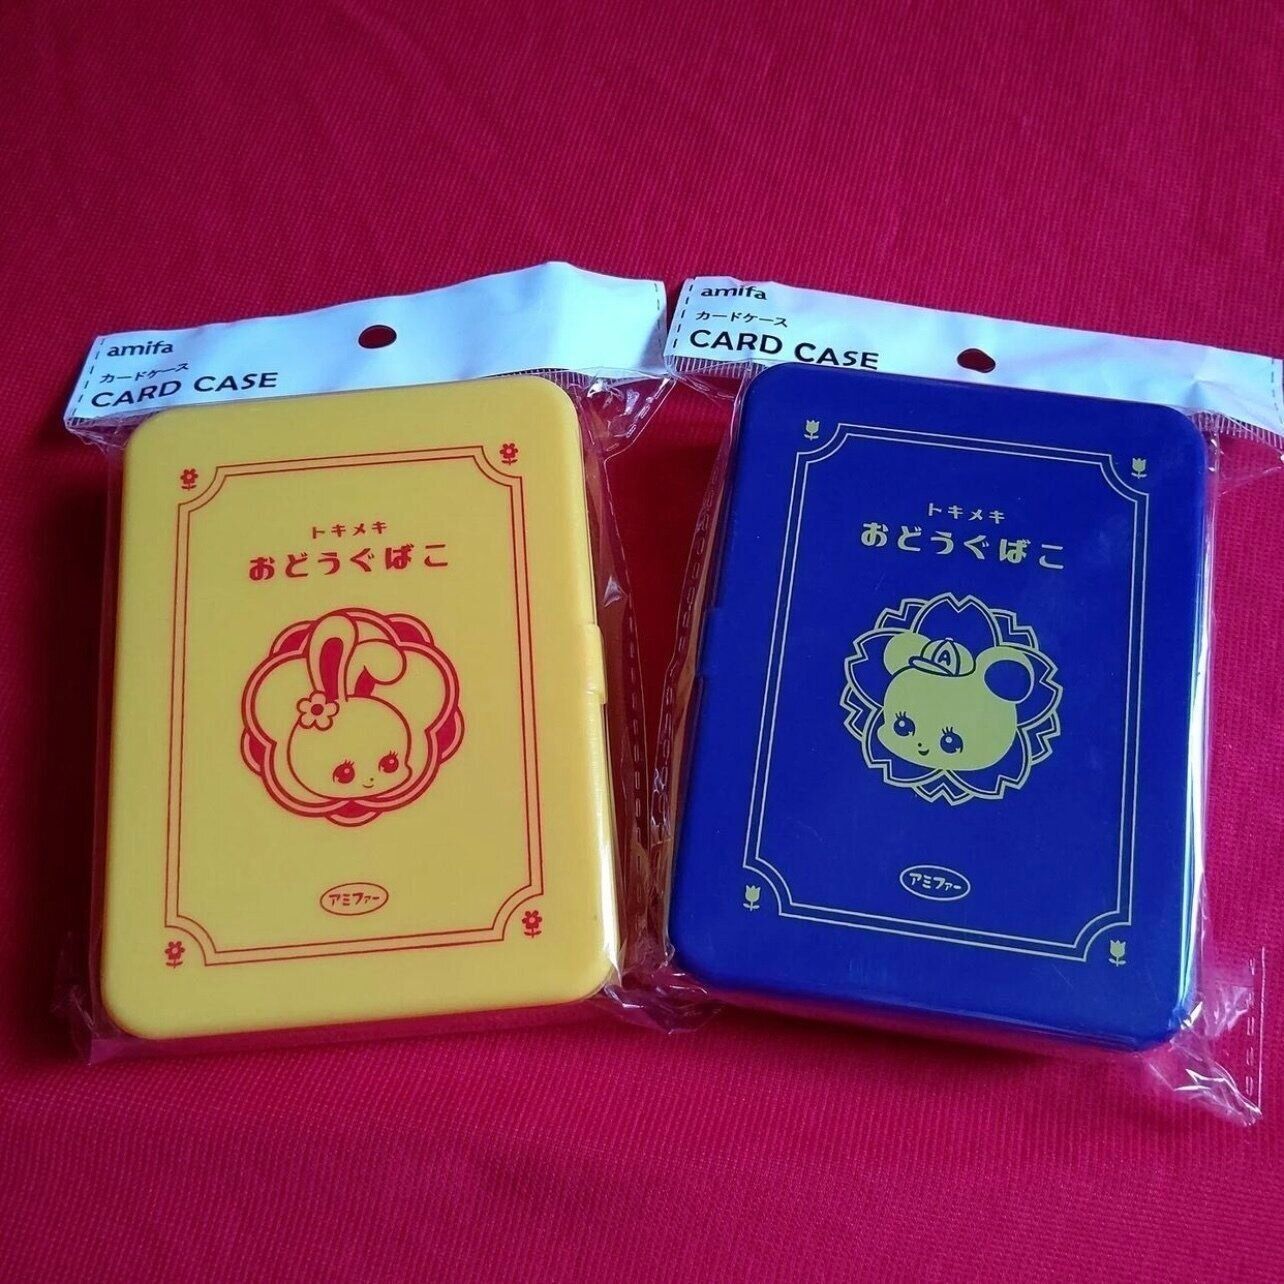 amifa
カードケース
CARD CASE
トキメキ
おどうぐばこ
アミファー
amifa
カードケース
CARD CASE
トキメキ
おどうぐばこ
A
アミファー